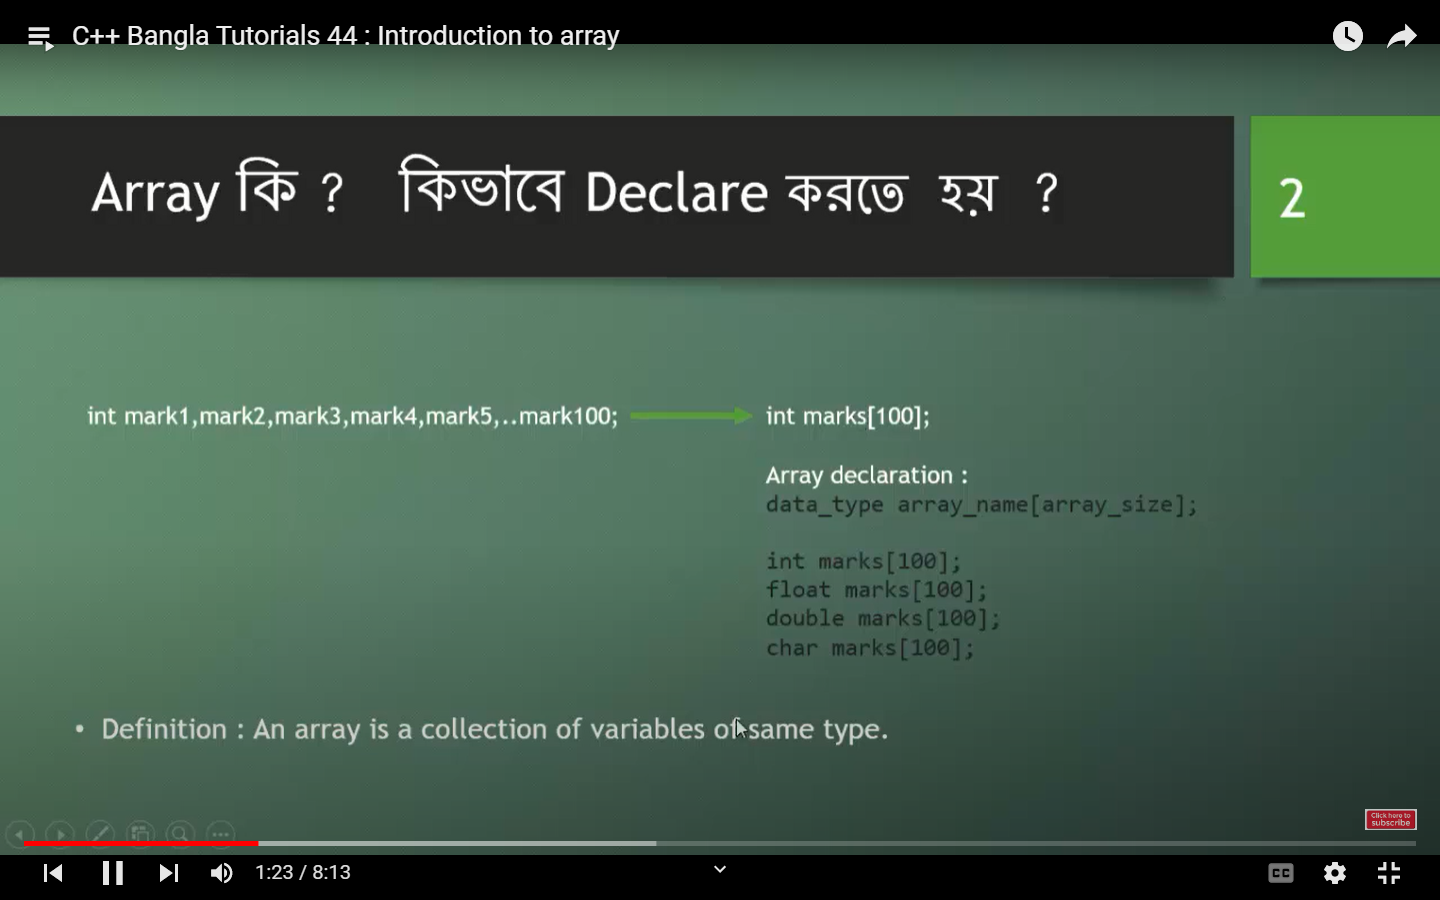 C++ Bangla Tutorials 44 : Introduction to array
Array কি ? কিভাবে Declare করতে হয় ?
2
int mark1,mark2,mark3,mark4,mark5,..mark100;
int marks[100];
Array declaration :
data_type array_name[array_size];
int marks[100];
float marks[100];
double marks[100];
char marks[100];
• Definition : An array is a collection of variables of same type.
Click here to
subscribe
1:23 / 8:13
CC